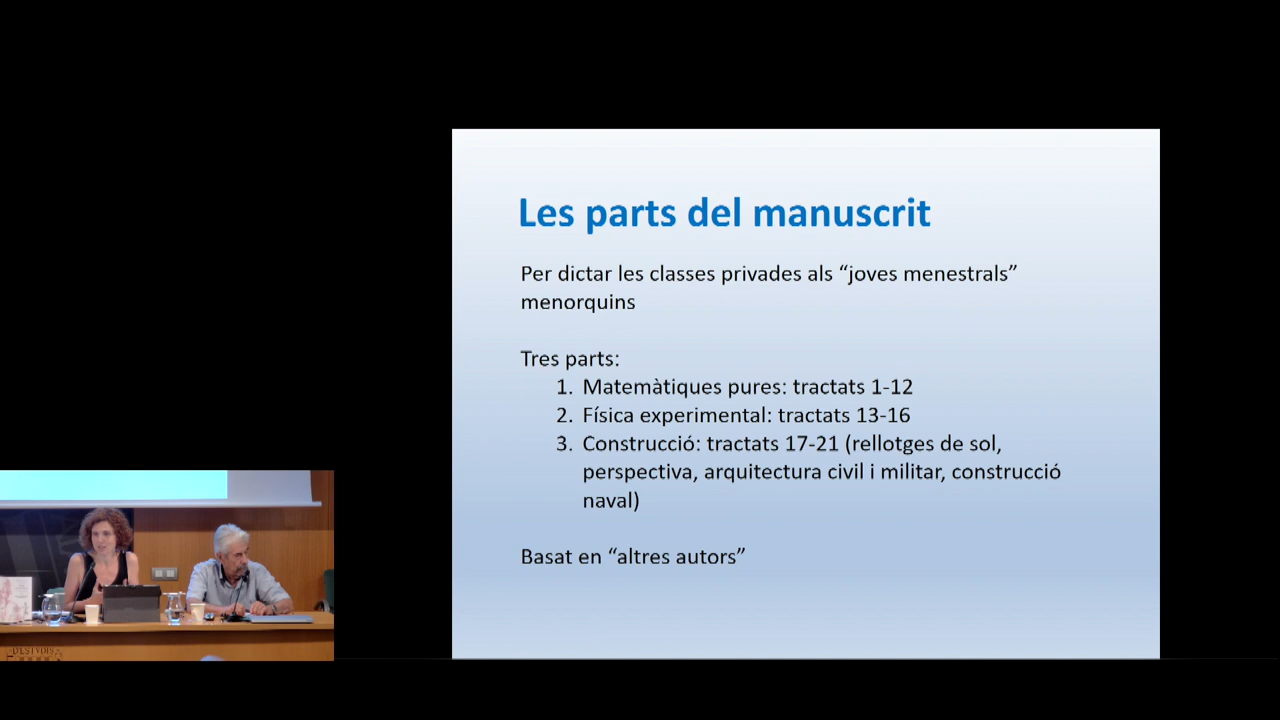 Les parts del manuscrit
Per dictar les classes privades als “joves menestrals”
menorquins
Tres parts:
1. Matemàtiques pures: tractats 1-12
2. Física experimental: tractats 13-16
3. Construcció: tractats 17-21 (rellotges de sol,
perspectiva, arquitectura civil i militar, construcció
naval)
Basat en “altres autors”
D'ESTVDIS